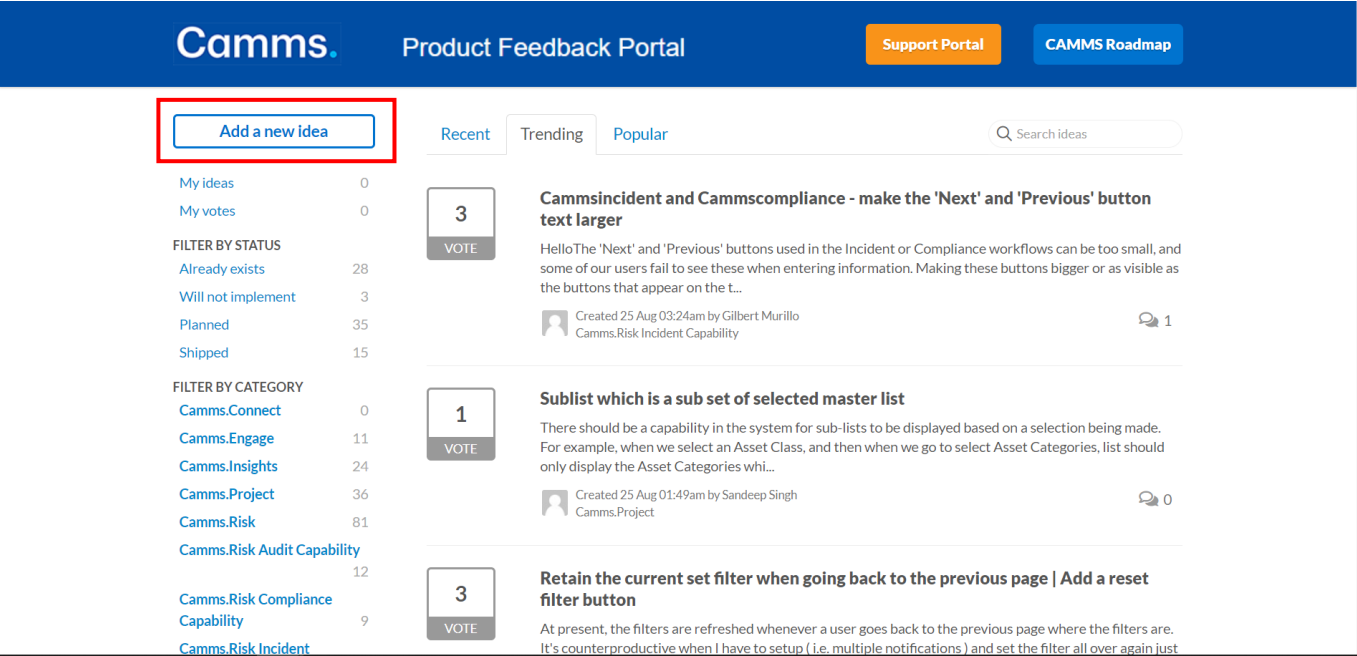 Camms.
Product Feedback Portal
Support Portal
CAMMS Roadmap
Add a new idea
My ideas 0
My votes 0
FILTER BY STATUS
Already exists 28
Will not implement 3
Planned 35
Shipped 15
FILTER BY CATEGORY
Camms.Connect 0
Camms.Engage 11
Camms.Insights 24
Camms.Project 36
Camms.Risk 81
Camms.Risk Audit Capability
12
Camms.Risk Compliance
Capability 9
Camms.Risk Incident
Recent Trending Popular
Search ideas
3
VOTE
Cammsincident and Cammscompliance - make the 'Next' and 'Previous' button
text larger
HelloThe 'Next' and 'Previous' buttons used in the Incident or Compliance workflows can be too small, and
some of our users fail to see these when entering information. Making these buttons bigger or as visible as
the buttons that appear on the t...
Created 25 Aug 03:24am by Gilbert Murillo
Camms.Risk Incident Capability
1
1
VOTE
Sublist which is a sub set of selected master list
There should be a capability in the system for sub-lists to be displayed based on a selection being made.
For example, when we select an Asset Class, and then when we go to select Asset Categories, list should
only display the Asset Categories whi...
Created 25 Aug 01:49am by Sandeep Singh
Camms.Project
0
3
VOTE
Retain the current set filter when going back to the previous page | Add a reset
filter button
At present, the filters are refreshed whenever a user goes back to the previous page where the filters are.
It's counterproductive when I have to setup ( i.e. multiple notifications ) and set the filter all over again just